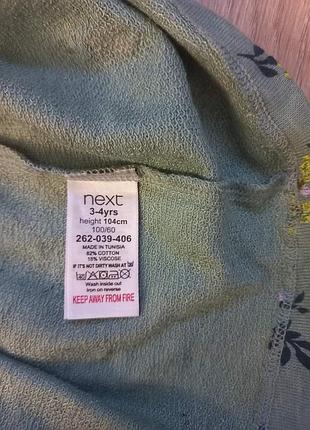 next
3-4yrs
height 104cm
100/60
262-039-406
MADE IN TUNISIA
82% COTTON
18% VISCOSE
IF IT'S NOT DIRTY WASH AT
Wash inside out
iron on reverse
KEEP AWAY FROM FIRE